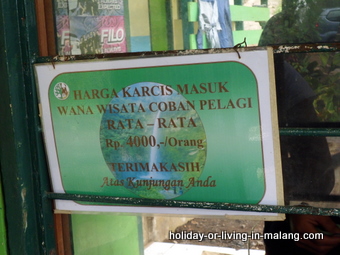 FILO
HARGA KARCIS MASUK
WANA WISATA COBAN PELAGI
RATA - RATA
Rp. 4000,-/Orang
TERIMAKASIH
Atas Kunjungan Anda
holiday-or-living-in-malang.com